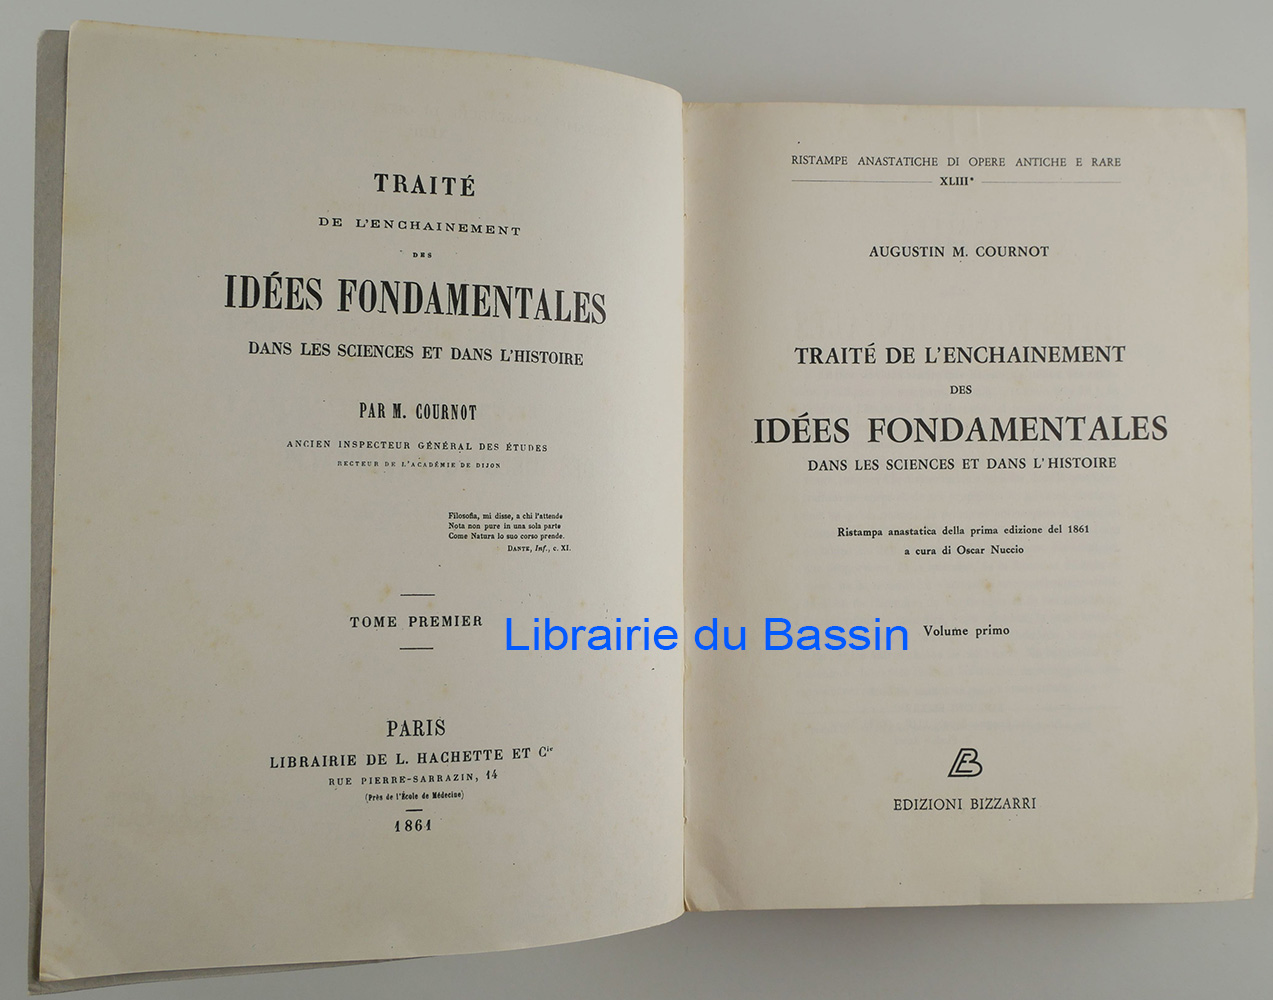 TRAITÉ
DE L'ENCHAINEMENT
DES
IDÉES FONDAMENTALES
DANS LES SCIENCES ET DANS L'HISTOIRE
PAR M. COURNOT
ANCIEN INSPECTEUR GÉNÉRAL DES ÉTUDES
RECTEUR DE L'ACADÉMIE DE DIJON
Filosofia, mi disse, a chi l'attende
Nota non pure in una sola parte
Come Natura lo suo corso prende.
DANTE, Inf., c. XI.
TOME PREMIER
PARIS
LIBRAIRIE DE L. HACHETTE ET Cie
RUE PIERRE-SARRAZIN, 14
(Près de l'École de Médecine)
1861
RISTAMPE ANASTATICHE DI OPERE ANTICHE E RARE
XLIII*
AUGUSTIN M. COURNOT
TRAITÉ DE L'ENCHAINEMENT
DES
IDÉES FONDAMENTALES
DANS LES SCIENCES ET DANS L'HISTOIRE
Ristampa anastatica della prima edizione del 1861
a cura di Oscar Nuccio
Volume primo
EDIZIONI BIZZARRI
Librairie du Bassin